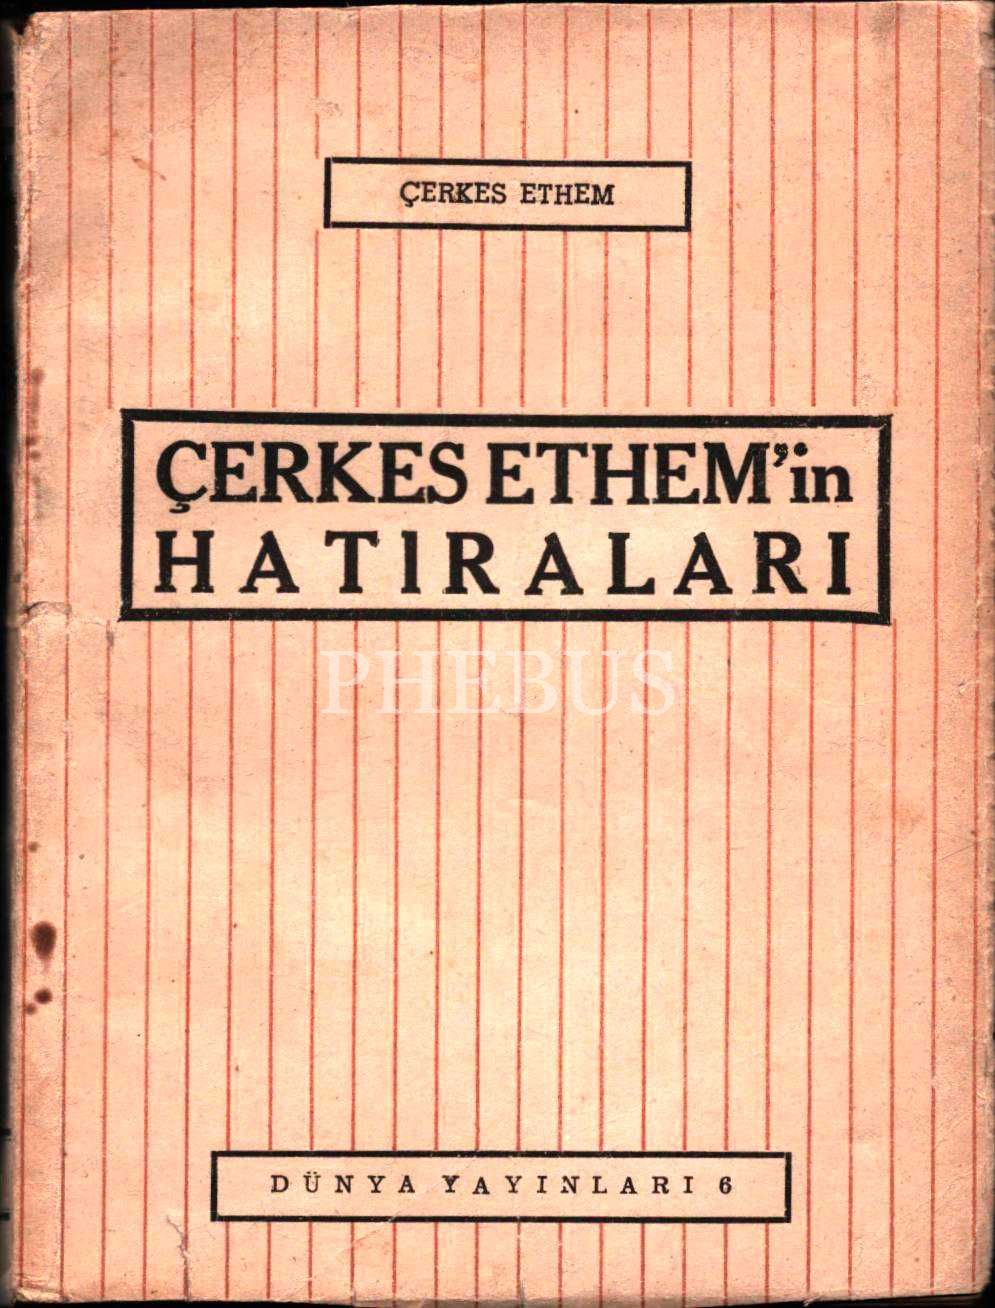 ÇERKES ETHEM
ÇERKES ETHEM'in
HATIRALARI
PHEBUS
DÜNYA YAYINLARI 6